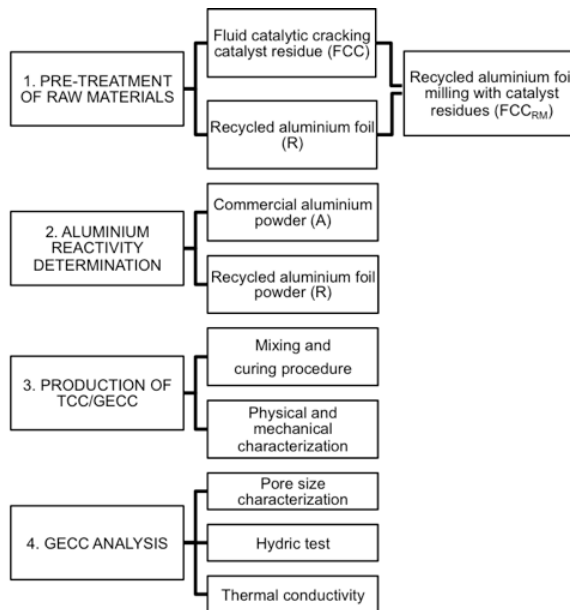 Fluid catalytic cracking
catalyst residue (FCC)
1. PRE-TREATMENT
OF RAW MATERIALS
Recycled aluminium foil
(R)
Recycled aluminium foi
milling with catalyst
residues (FCCRM)
2. ALUMINIUM
REACTIVITY
DETERMINATION
Commercial aluminium
powder (A)
Recycled aluminium foil
powder (R)
3. PRODUCTION OF
TCC/GECC
Mixing and
curing procedure
Physical and
mechanical
characterization
4. GECC ANALYSIS
Pore size
characterization
Hydric test
Thermal conductivity